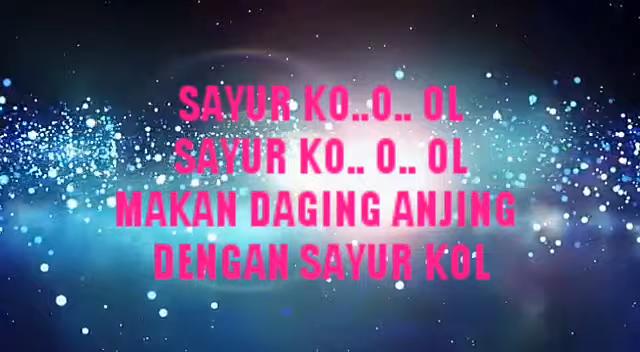 SAYUR KO..O.. OL
SAYUR KO.. O.. OL
MAKAN DAGING ANJING
DENGAN SAYUR KOL